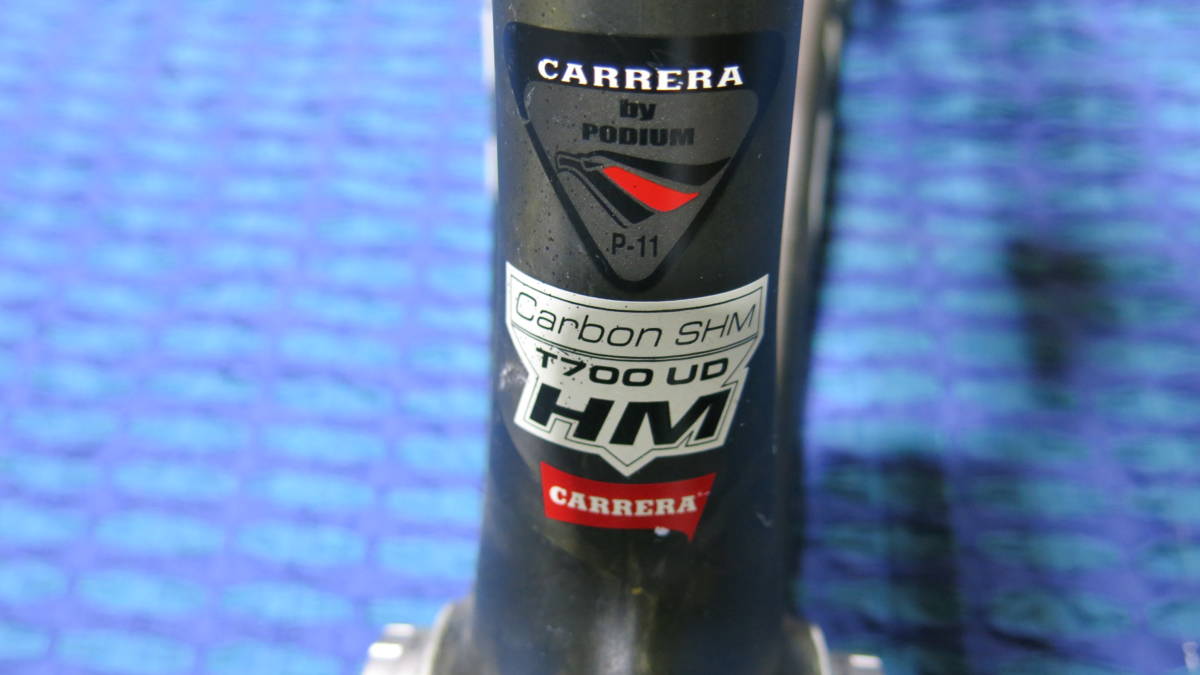 CARRERA
by
PODIUM
P-11
Carbon SHM
T700 UD
HM
CARRERA